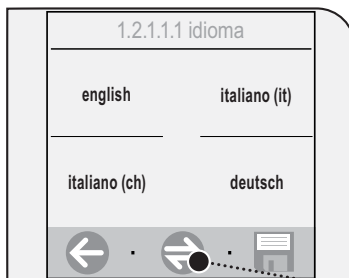 1.2.1.1.1 idioma
english italiano (it)
italiano (ch) deutsch